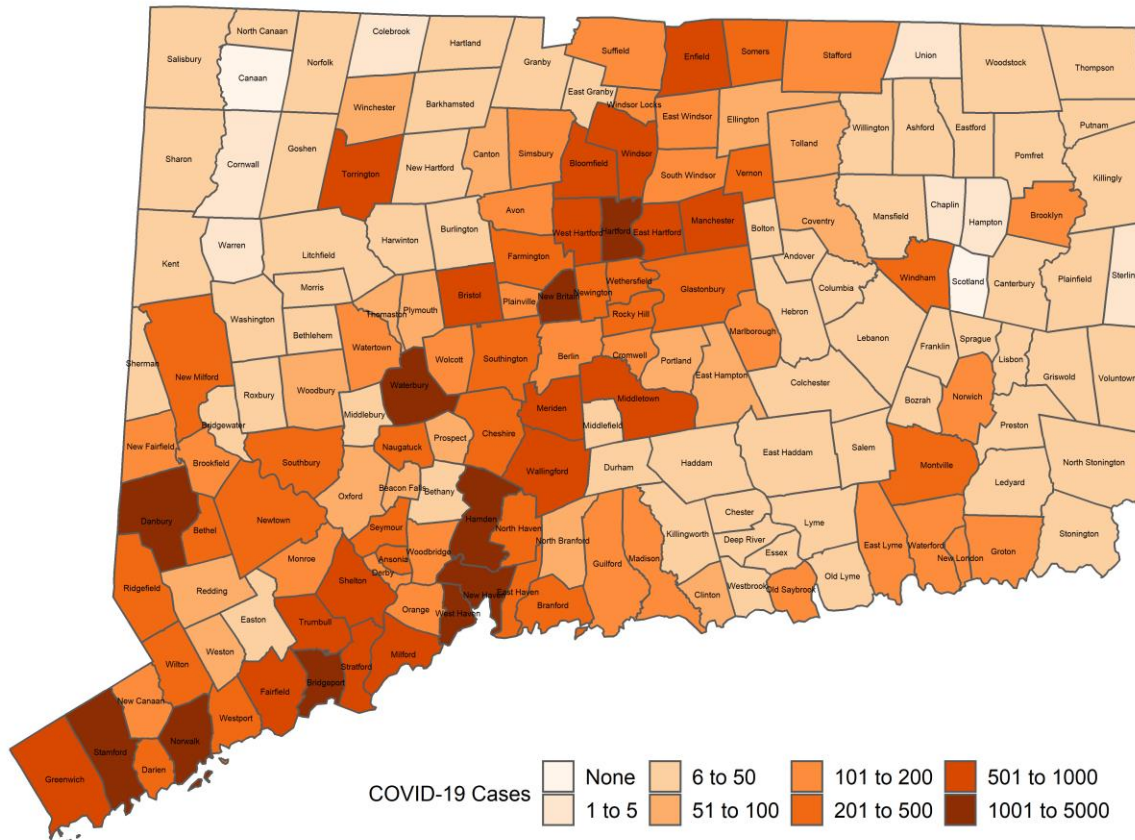 North Canaan
Colebrook
Hartland
Suffield
Enfield
Somers
Stafford
Union
Woodstock
Thompson
Salisbury
Canaan
Norfolk
Granby
East Granby
Winchester
Barkhamsted
Windsor Locks
East Windsor
Ellington
Willington
Ashford
Eastford
Putnam
Sharon
Cornwall
Goshen
Torrington
New Hartford
Canton
Simsbury
Bloomfield
Windsor
South Windsor
Vernon
Tolland
Pomfret
Killingly
Avon
West Hartford
Hartford
East Hartford
Manchester
Bolton
Coventry
Mansfield
Chaplin
Hampton
Brooklyn
Kent
Warren
Litchfield
Harwinton
Burlington
Farmington
Andover
Columbia
Windham
Scotland
Canterbury
Plainfield
Sterling
Morris
Bristol
Plainville
New Britain
Newington
Wethersfield
Glastonbury
Rocky Hill
Hebron
Washington
Bethlehem
Thomaston
Plymouth
Watertown
Wolcott
Southington
Berlin
Cromwell
Portland
Marlborough
Lebanon
Franklin
Sprague
Lisbon
Griswold
Voluntown
Sherman
New Milford
Roxbury
Woodbury
Waterbury
Meriden
Middletown
East Hampton
Colchester
Bozrah
Norwich
Preston
Bridgewater
Middlebury
Middlefield
New Fairfield
Brookfield
Southbury
Naugatuck
Prospect
Cheshire
Wallingford
Durham
Haddam
East Haddam
Salem
Montville
Ledyard
North Stonington
Danbury
Bethel
Newtown
Oxford
Beacon Falls
Bethany
Hamden
North Haven
North Branford
Killingworth
Chester
Deep River
Essex
Lyme
East Lyme
Waterford
New London
Groton
Stonington
Seymour
Woodbridge
Ansonia
Derby
Monroe
Guilford
Madison
Clinton
Westbrook
Old Saybrook
Old Lyme
Ridgefield
Redding
Shelton
Orange
New Haven
West Haven
East Haven
Branford
Easton
Trumbull
Weston
Wilton
Milford
Stratford
Bridgeport
Fairfield
New Canaan
Westport
Norwalk
Stamford
Darien
Greenwich
COVID-19 Cases
None
1 to 5
6 to 50
51 to 100
101 to 200
201 to 500
501 to 1000
1001 to 5000